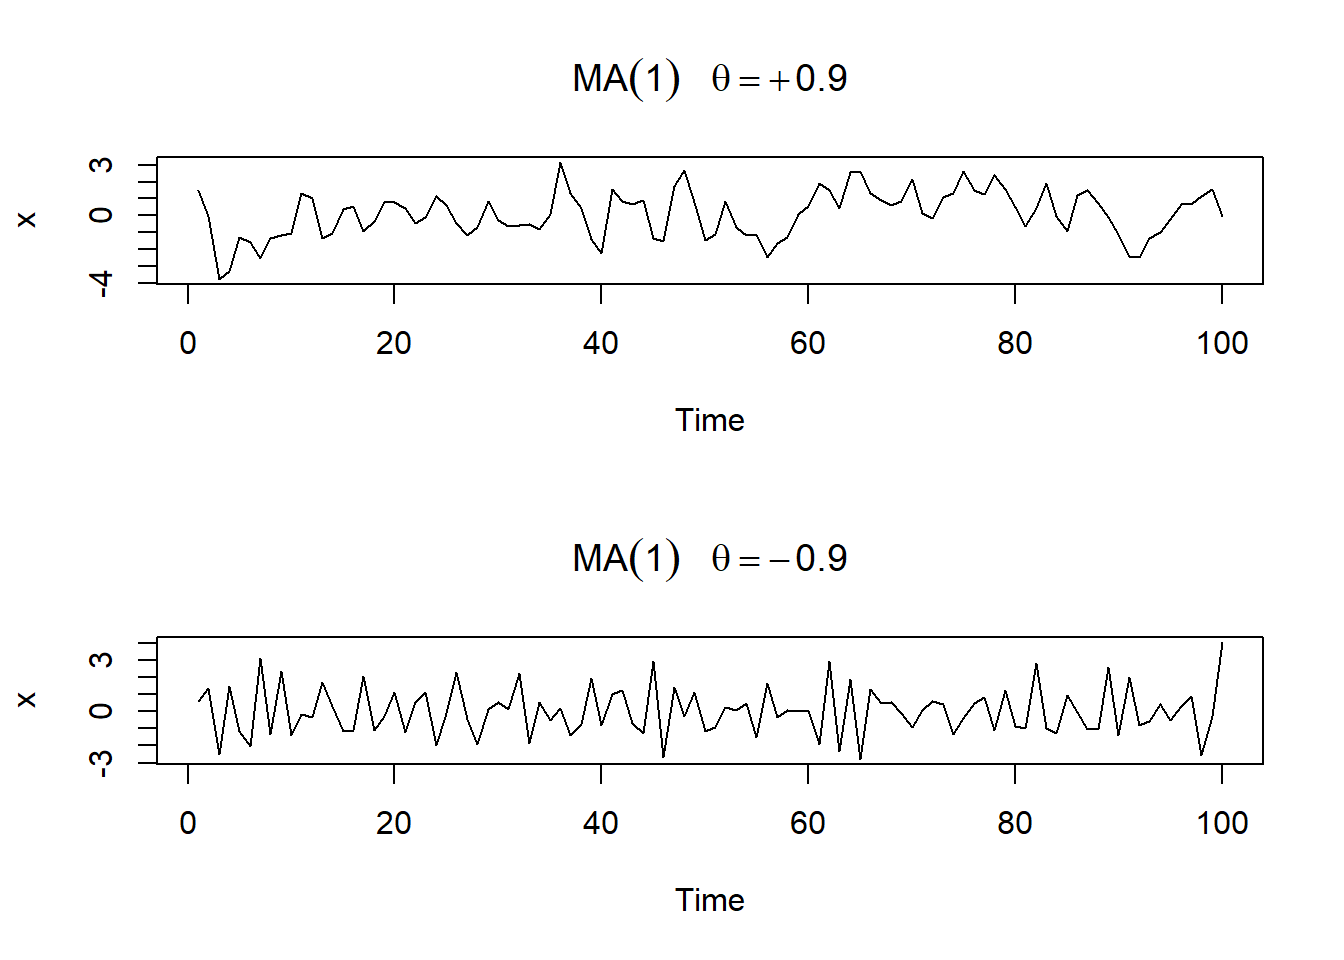 MA(1) θ = + 0.9
x
3
0
-4
0 20 40 60 80 100
Time
MA(1) θ = − 0.9
x
3
0
-3
0 20 40 60 80 100
Time